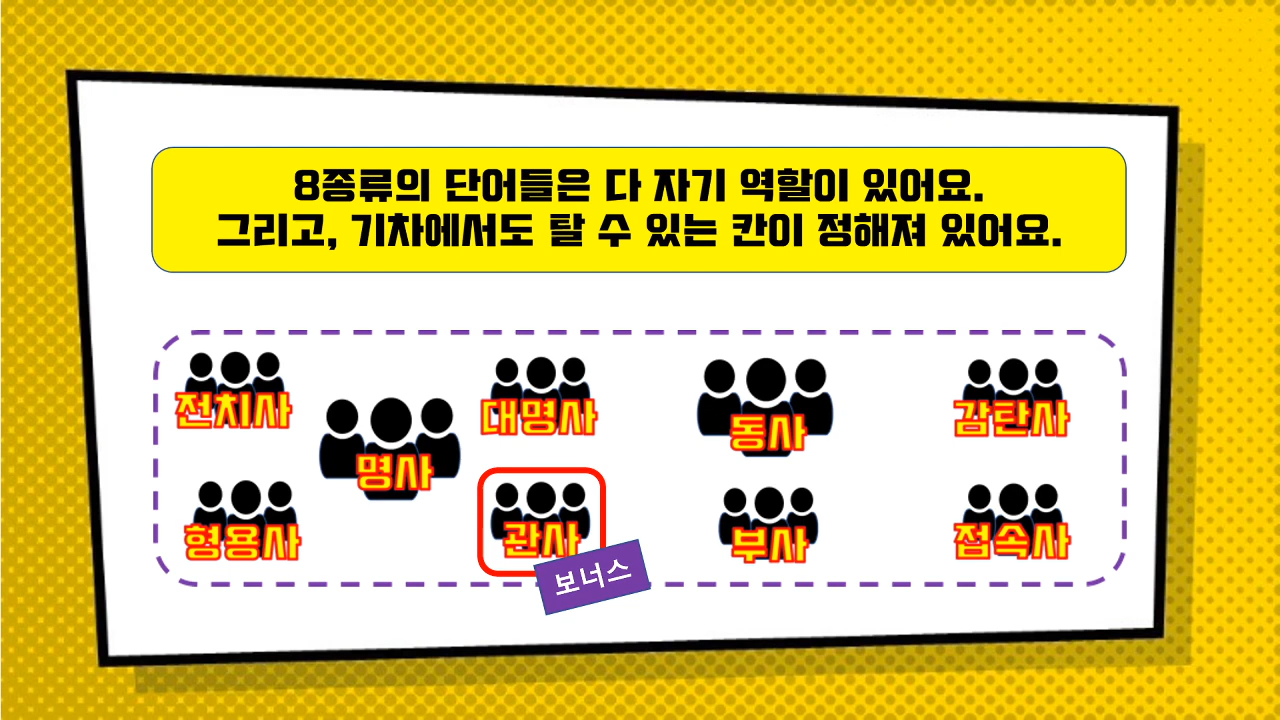 8종류의 단어들은 다 자기 역할이 있어요.
그리고, 기차에서도 탈 수 있는 칸이 정해져 있어요.
전치사
명사
대명사
동사
감탄사
형용사
관사
보너스
부사
접속사